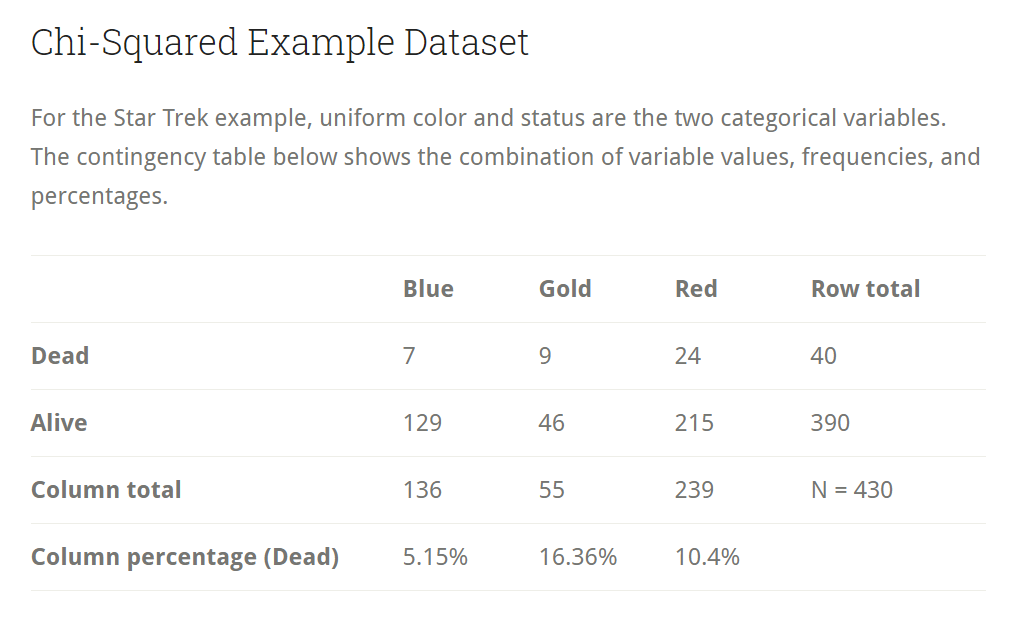 Chi-Squared Example Dataset
For the Star Trek example, uniform color and status are the two categorical variables.
The contingency table below shows the combination of variable values, frequencies, and
percentages.
Blue Gold Red Row total
Dead 7 9 24 40
Alive 129 46 215 390
Column total 136 55 239 N = 430
Column percentage (Dead) 5.15% 16.36% 10.4%